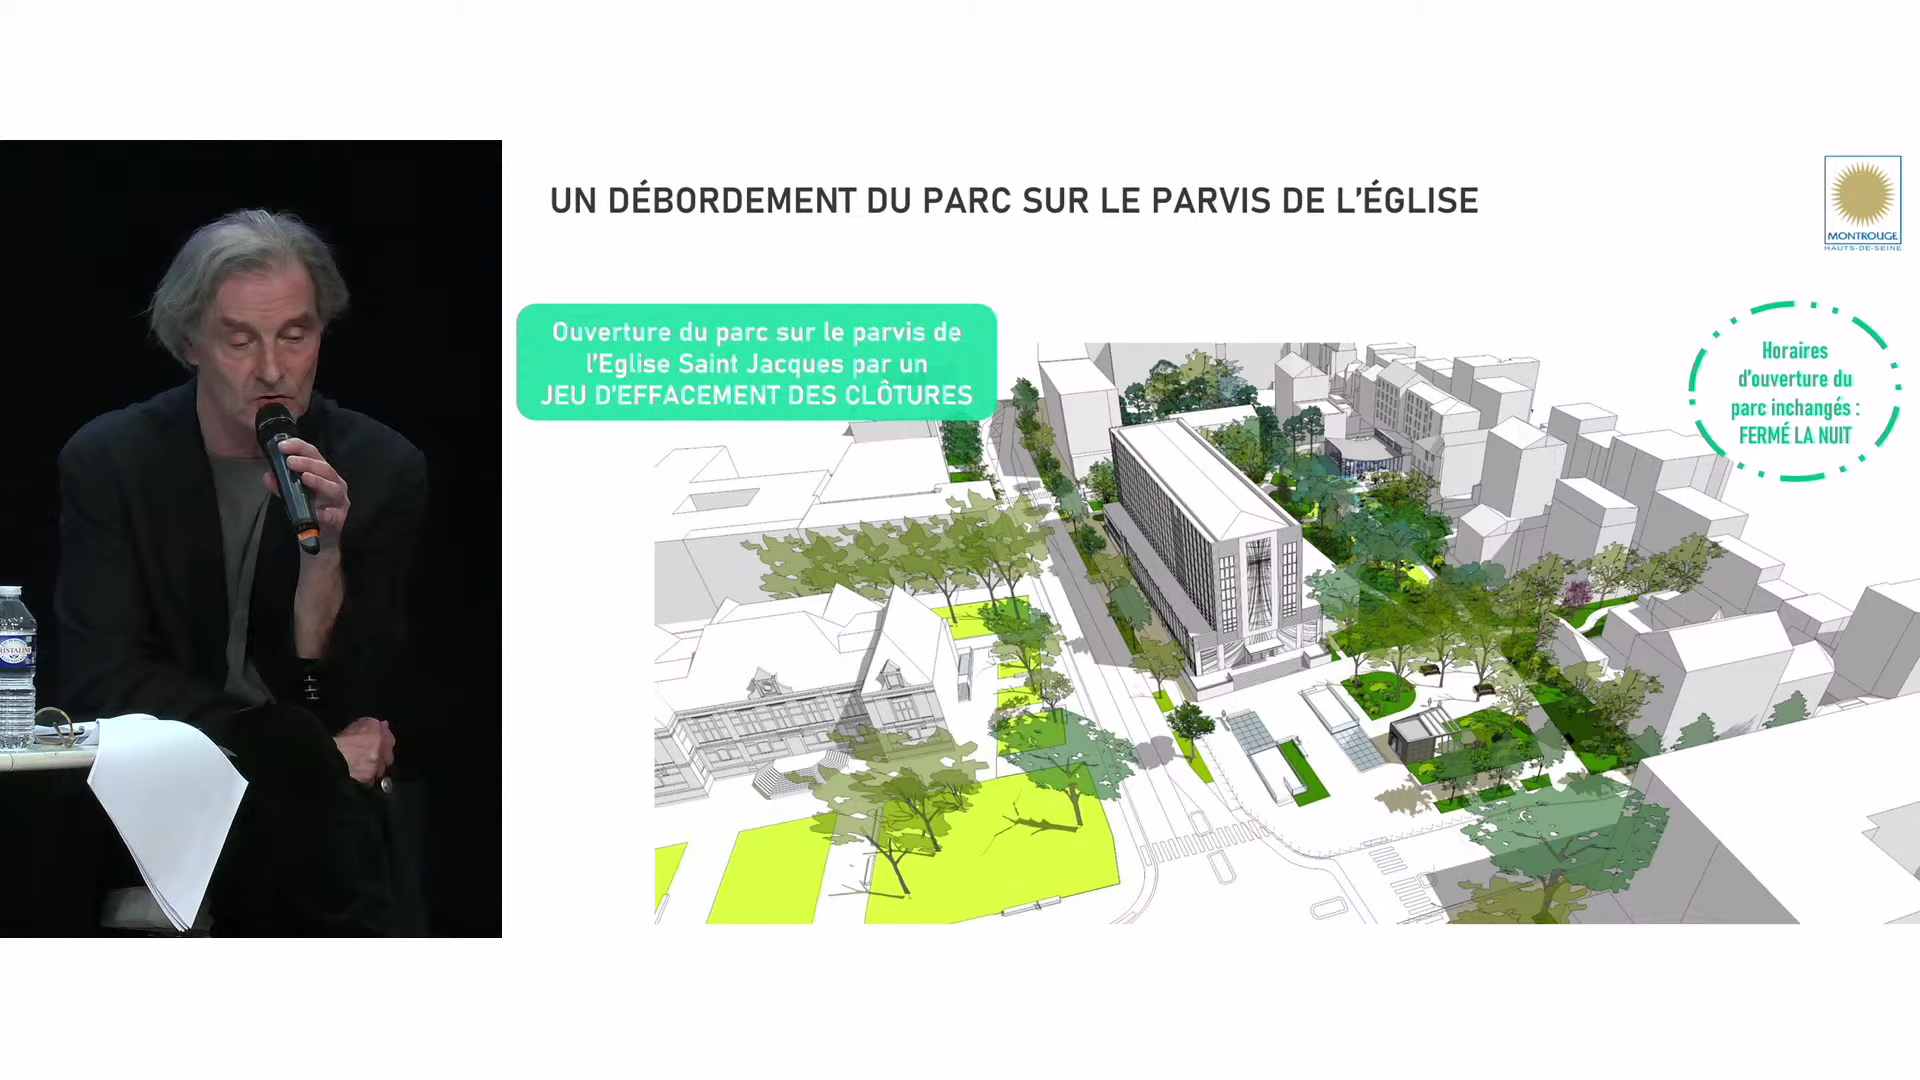 UN DÉBORDEMENT DU PARC SUR LE PARVIS DE L'ÉGLISE
MONTROUGE
HAUTS-DE-SEINE
Ouverture du parc sur le parvis de
l'Eglise Saint Jacques par un
JEU D'EFFACEMENT DES CLÔTURES
Horaires
d'ouverture du
parc inchangés :
FERMÉ LA NUIT